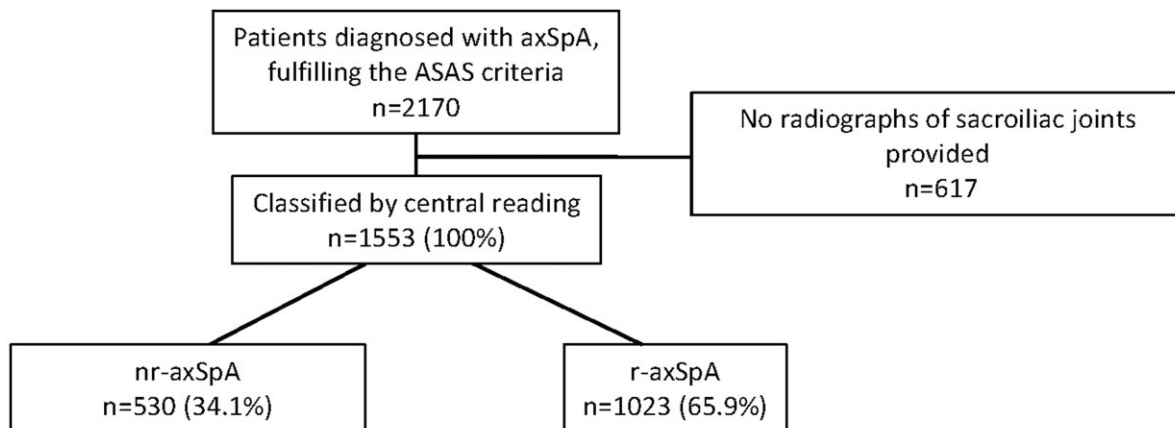 Patients diagnosed with axSpA,
fulfilling the ASAS criteria
n=2170
No radiographs of sacroiliac joints
provided
n=617
Classified by central reading
n=1553 (100%)
nr-axSpA
n=530 (34.1%)
r-axSpA
n=1023 (65.9%)